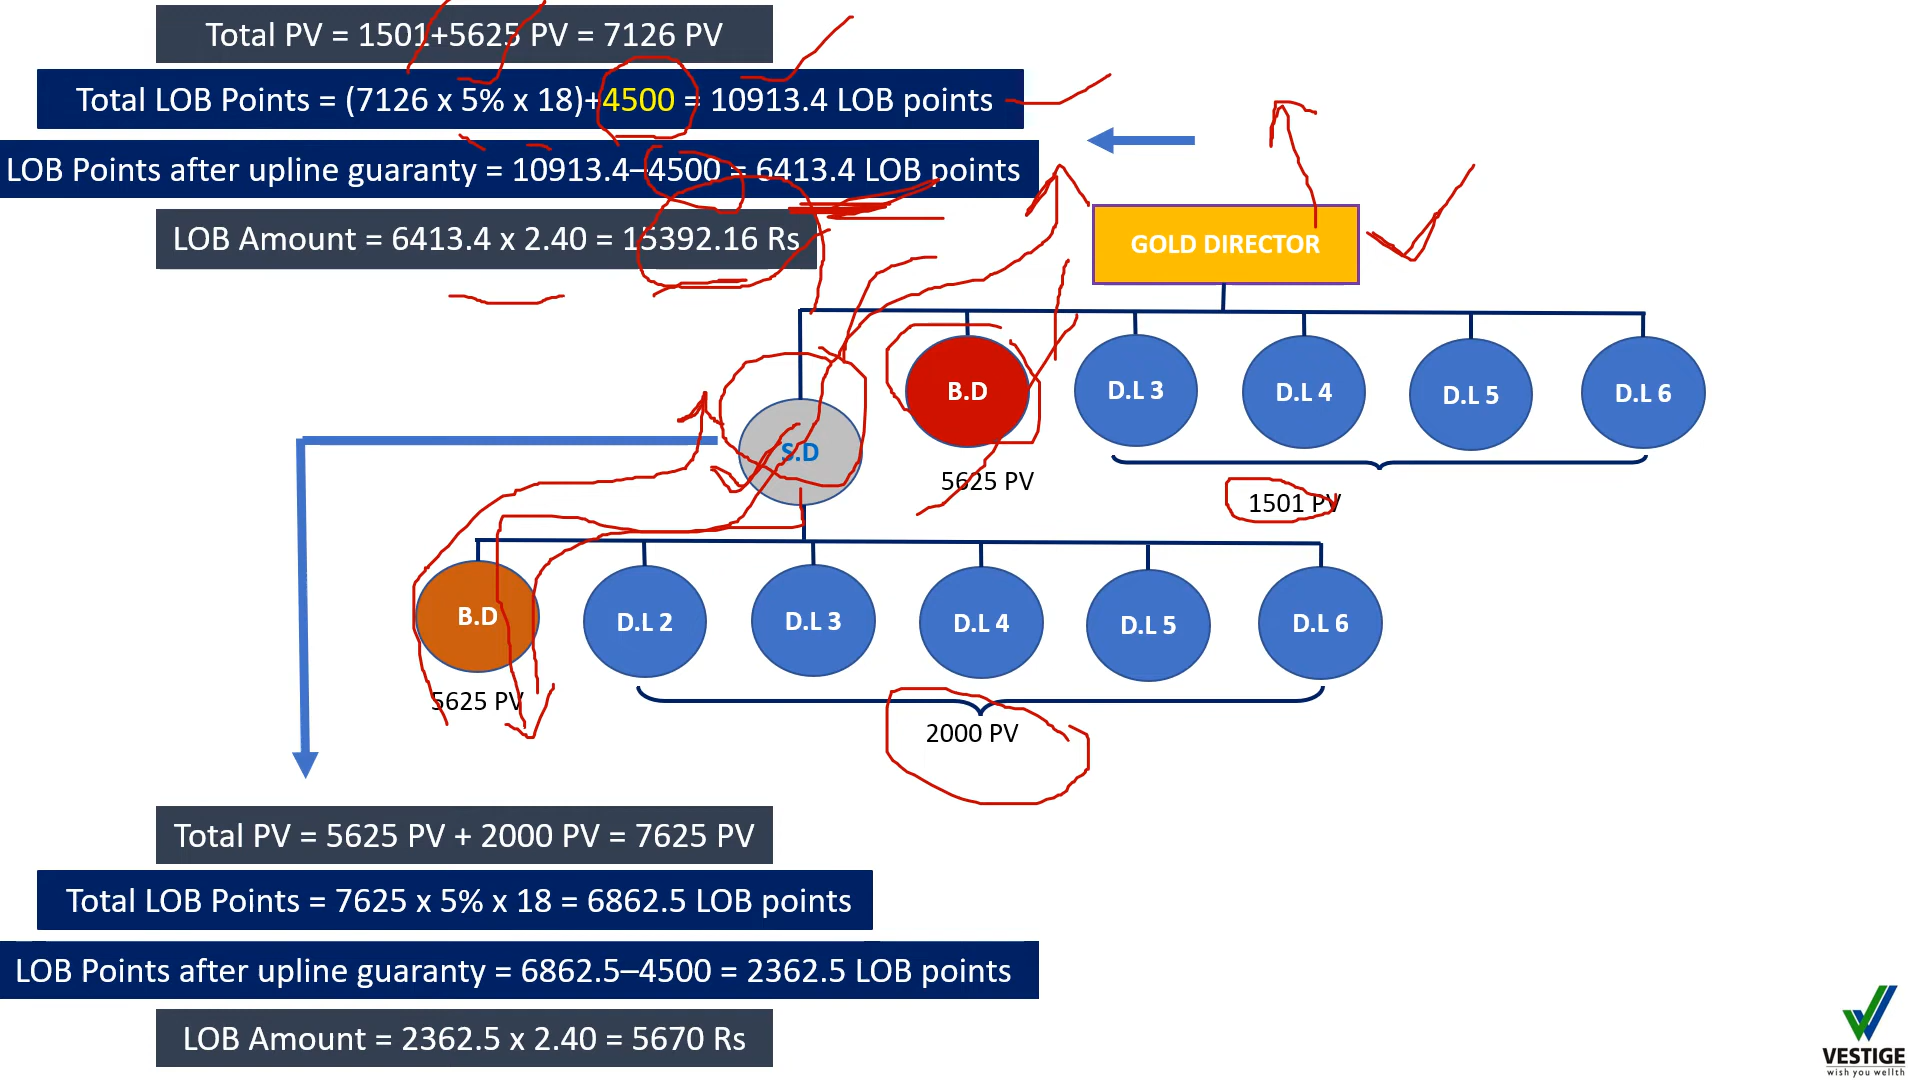 Total PV = 1501+5625 PV = 7126 PV
Total LOB Points = (7126 x 5% x 18)+4500 = 10913.4 LOB points
LOB Points after upline guaranty = 10913.4–4500 = 6413.4 LOB points
LOB Amount = 6413.4 x 2.40 = 15392.16 Rs
GOLD DIRECTOR
S.D
B.D
D.L 3
D.L 4
D.L 5
D.L 6
5625 PV
1501 PV
B.D
D.L 2
D.L 3
D.L 4
D.L 5
D.L 6
5625 PV
2000 PV
Total PV = 5625 PV + 2000 PV = 7625 PV
Total LOB Points = 7625 x 5% x 18 = 6862.5 LOB points
LOB Points after upline guaranty = 6862.5–4500 = 2362.5 LOB points
LOB Amount = 2362.5 x 2.40 = 5670 Rs
VESTIGE
wish you wellth